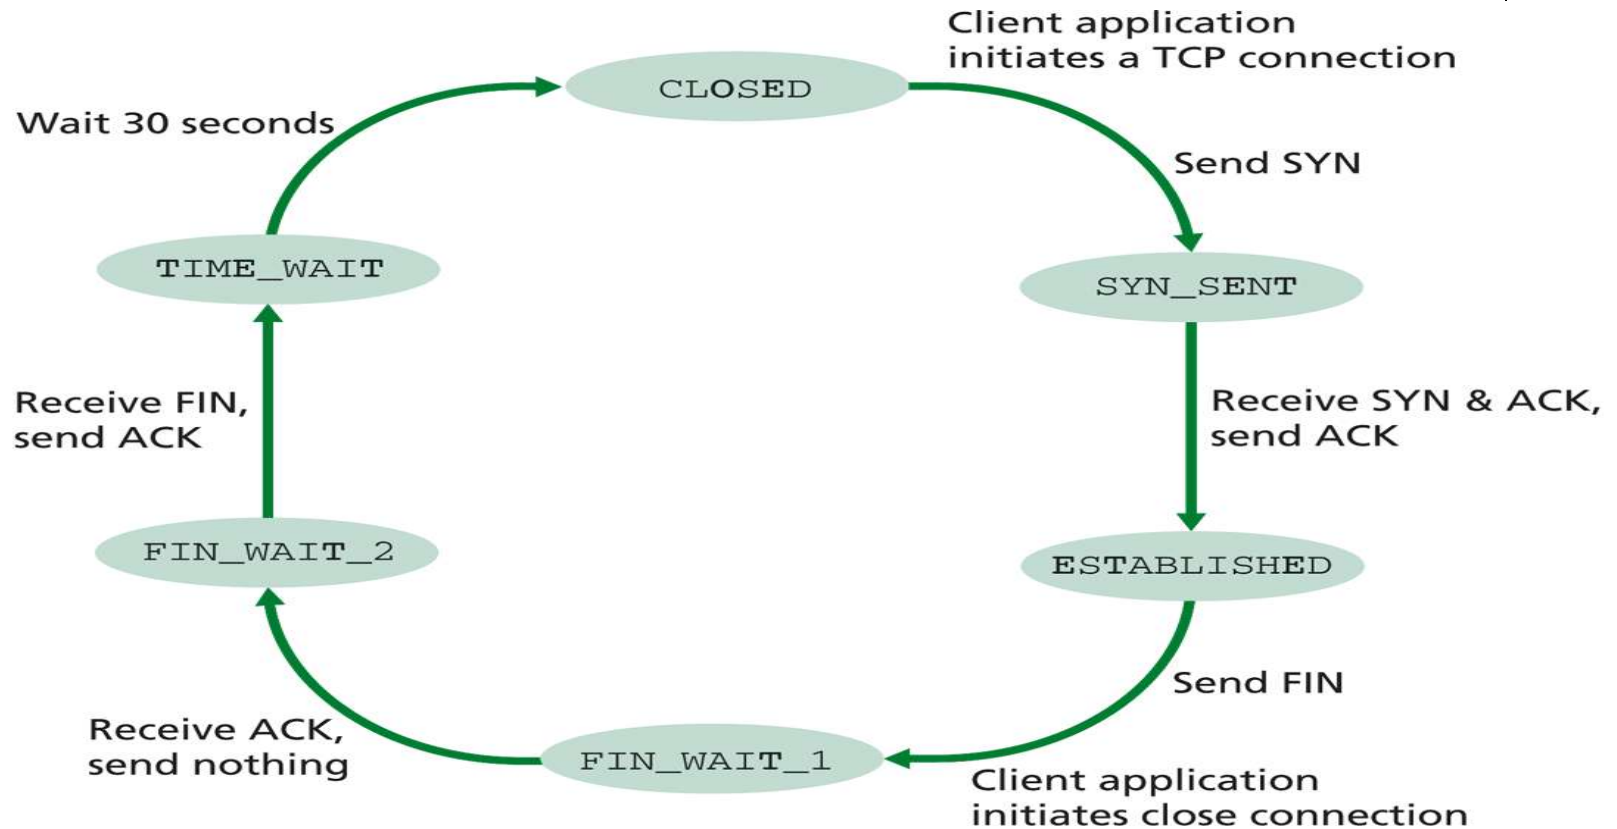 Client application
initiates a TCP connection
CLOSED
Wait 30 seconds
Send SYN
TIME_WAIT
SYN_SENT
Receive FIN,
send ACK
Receive SYN & ACK,
send ACK
FIN_WAIT_2
ESTABLISHED
Send FIN
Receive ACK,
send nothing
FIN_WAIT_1
Client application
initiates close connection